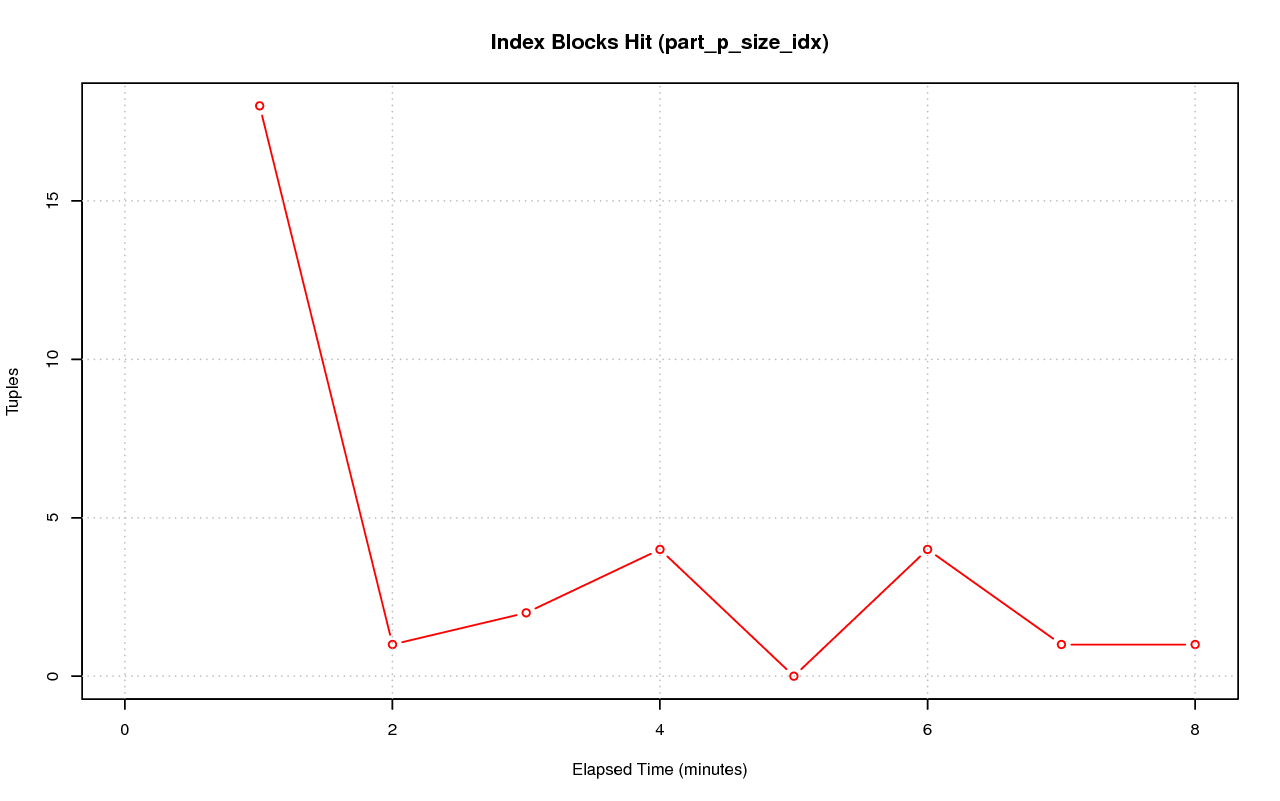 Index Blocks Hit (part_p_size_idx)
Tuples
15
10
5
0
0 2 4 6 8
Elapsed Time (minutes)